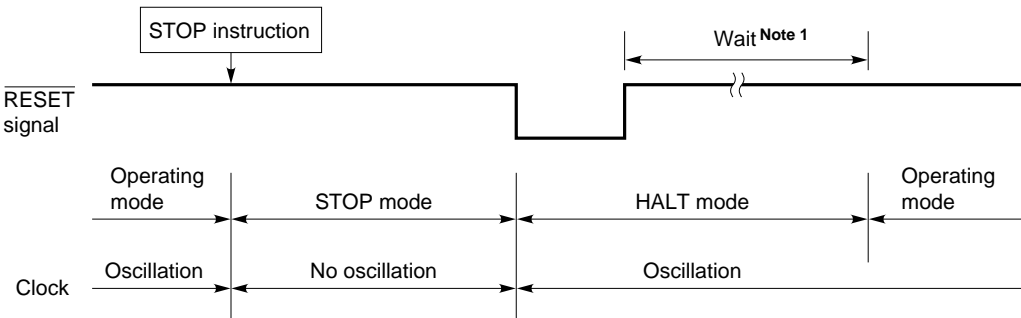 STOP instruction
Wait Note 1
RESET
signal
Operating
mode
STOP mode
HALT mode
Operating
mode
Clock
Oscillation
No oscillation
Oscillation